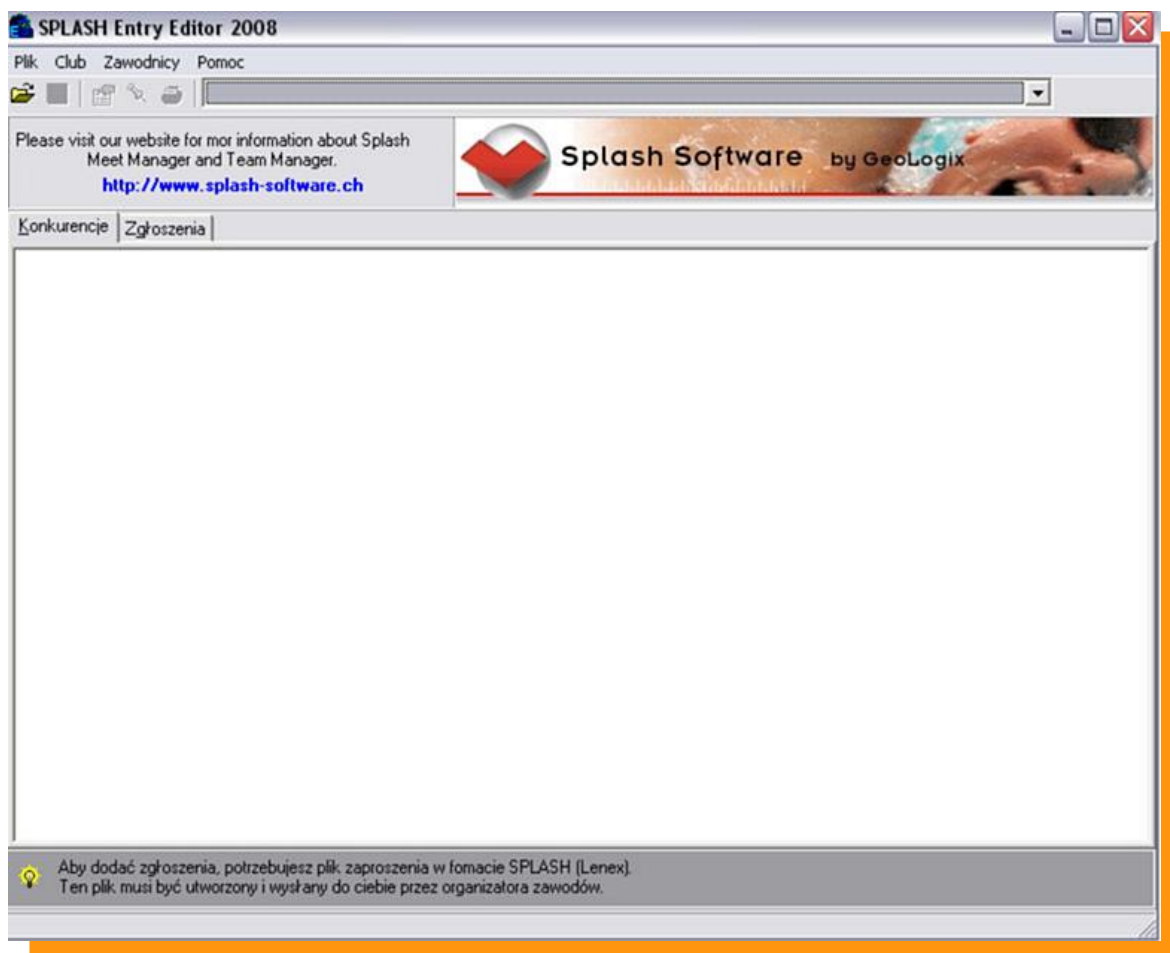 SPLASH Entry Editor 2008
Plik Club Zawodnicy Pomoc
Please visit our website for mor information about Splash
Meet Manager and Team Manager.
http://www.splash-software.ch
Splash Software by GeoLogix
Konkurencje Zgłoszenia
Aby dodać zgłoszenia, potrzebujesz plik zaproszenia w fomacie SPLASH (Lenex).
Ten plik musi być utworzony i wysłany do ciebie przez organizatora zawodów.